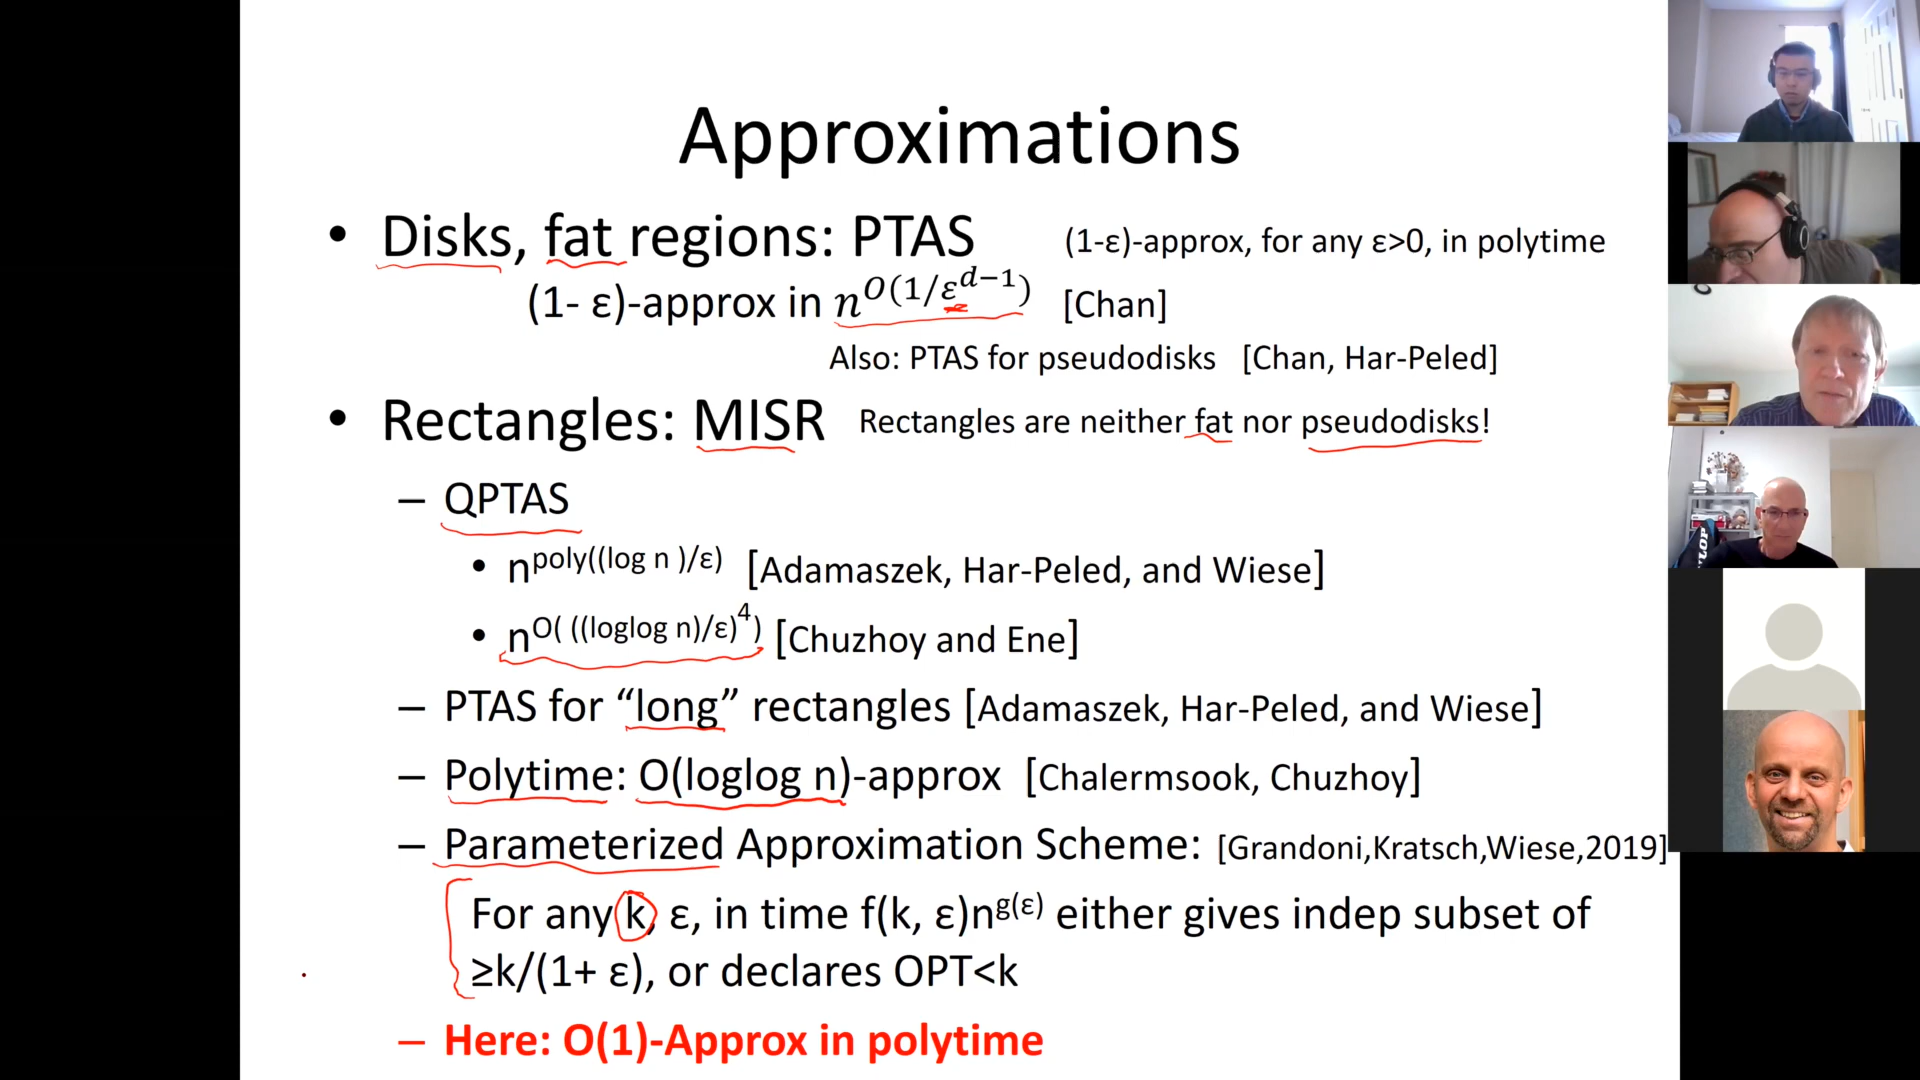 Approximations
• Disks, fat regions: PTAS (1-ε)-approx, for any ε>0, in polytime
(1- ε)-approx in n^O(1/ε^d−1) [Chan]
Also: PTAS for pseudodisks [Chan, Har-Peled]
• Rectangles: MISR Rectangles are neither fat nor pseudodisks!
– QPTAS
• n^poly((log n )/ε) [Adamaszek, Har-Peled, and Wiese]
• n^O( ((loglog n)/ε)^4) [Chuzhoy and Ene]
– PTAS for “long” rectangles [Adamaszek, Har-Peled, and Wiese]
– Polytime: O(loglog n)-approx [Chalermsook, Chuzhoy]
– Parameterized Approximation Scheme: [Grandoni,Kratsch,Wiese,2019]
For any k, ε, in time f(k, ε)n^g(ε) either gives indep subset of
≥k/(1+ ε), or declares OPT<k
– Here: O(1)-Approx in polytime